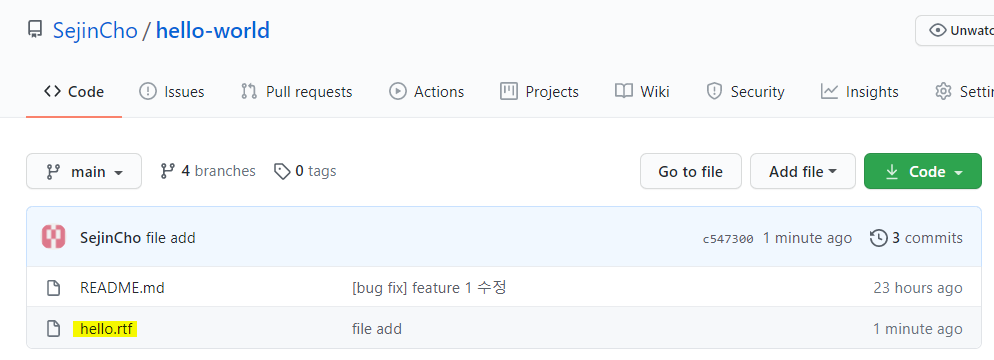 SejinCho / hello-world
Unwatc
Code Issues Pull requests Actions Projects Wiki Security Insights Settin
main 4 branches 0 tags Go to file Add file Code
SejinCho file add c547300 1 minute ago 3 commits
README.md [bug fix] feature 1 수정 23 hours ago
hello.rtf file add 1 minute ago